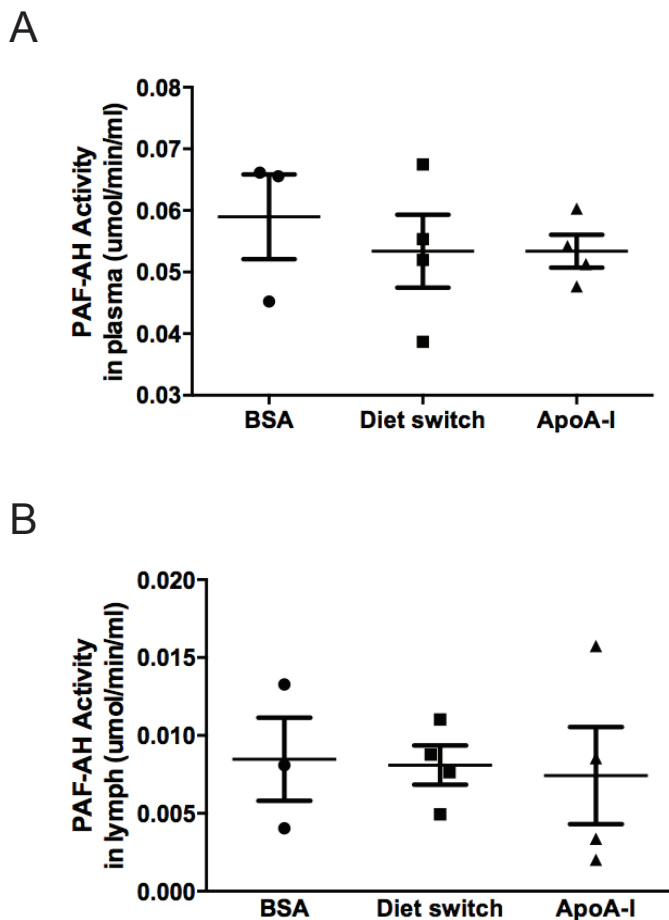 A
PAF-AH Activity
in plasma (umol/min/ml)
0.08
0.07
0.06
0.05
0.04
0.03
BSA
Diet switch
ApoA-I
B
PAF-AH Activity
in lymph (umol/min/ml)
0.020
0.015
0.010
0.005
0.000
BSA
Diet switch
ApoA-I